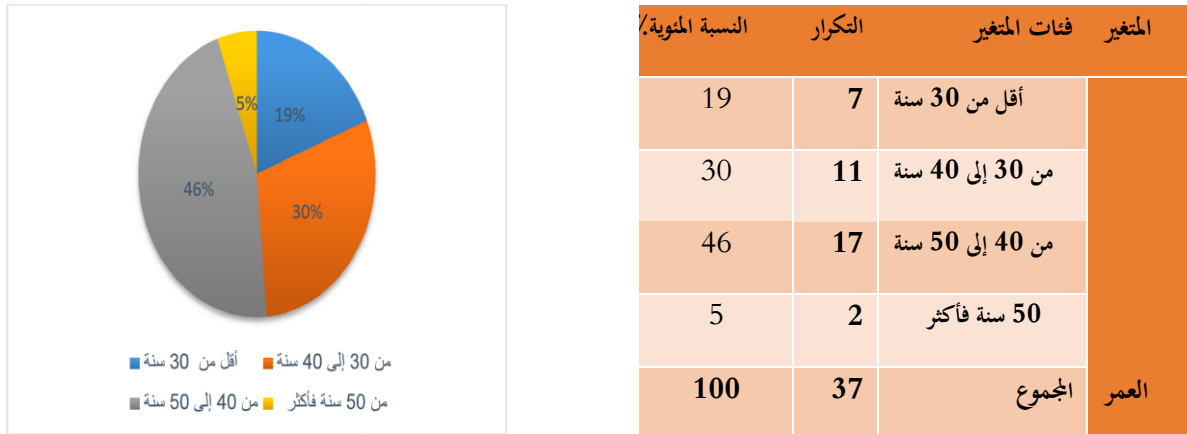 المتغير فئات المتغير التكرار النسبة المئوية%
أقل من 30 سنة 7 19
من 30 إلى 40 سنة 11 30
من 40 إلى 50 سنة 17 46
50 سنة فأكثر 2 5
العمر المجموع 37 100
5%
19%
46%
30%
أقل من 30 سنة من 30 إلى 40 سنة
من 40 إلى 50 سنة من 50 سنة فأكثر